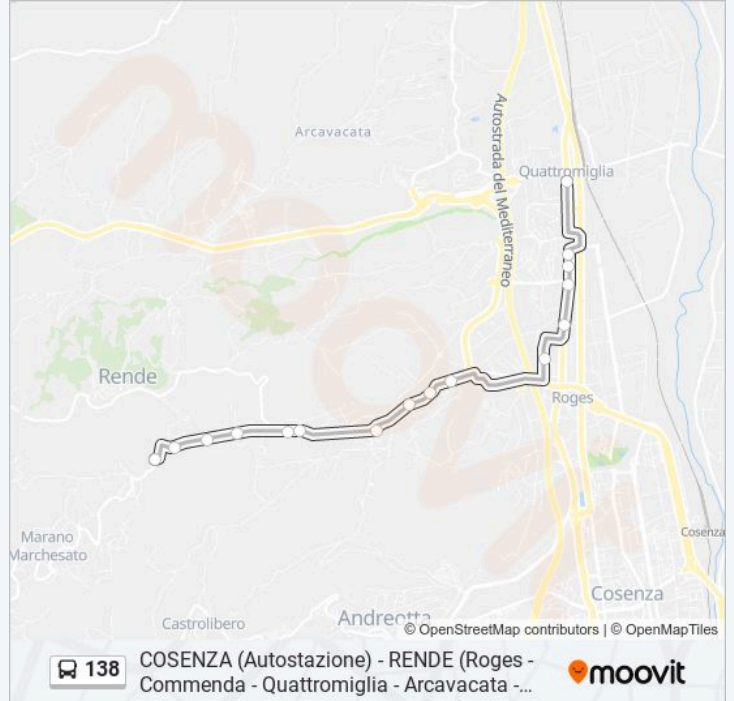 Arcavacata
Autostrada del Mediterraneo
Quattromiglia
Rende
Roges
Marano
Marchesato
Cosenza
Cosenza
Castrolibero
Andreotta
© OpenStreetMap contributors | © OpenMapTiles
138
COSENZA (Autostazione) - RENDE (Roges -
Commenda - Quattromiglia - Arcavacata -...
moovit
moovit